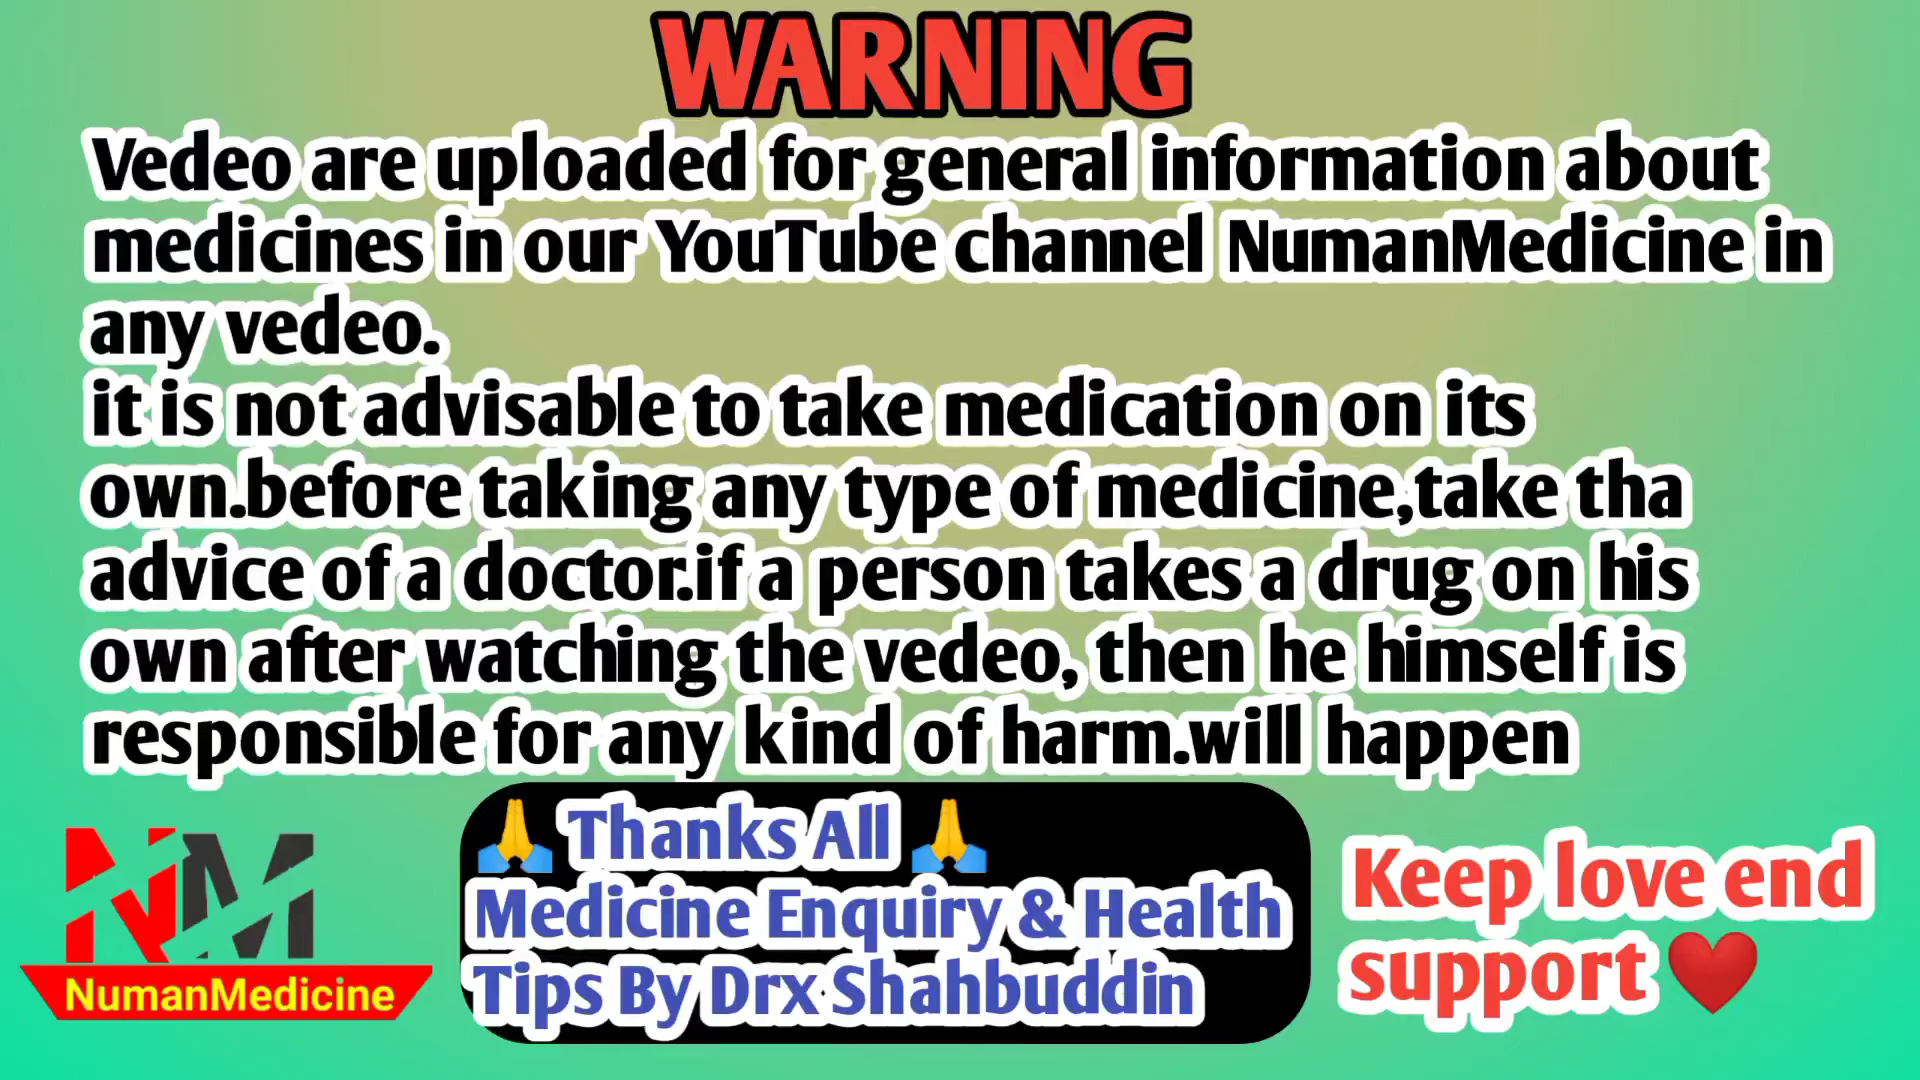 WARNING
Vedeo are uploaded for general information about
medicines in our YouTube channel NumanMedicine in
any vedeo.
it is not advisable to take medication on its
own.before taking any type of medicine,take tha
advice of a doctor.if a person takes a drug on his
own after watching the vedeo, then he himself is
responsible for any kind of harm.will happen
NM
NumanMedicine
🙏 Thanks All 🙏
Medicine Enquiry & Health
Tips By Drx Shahbuddin
Keep love end
support ❤️